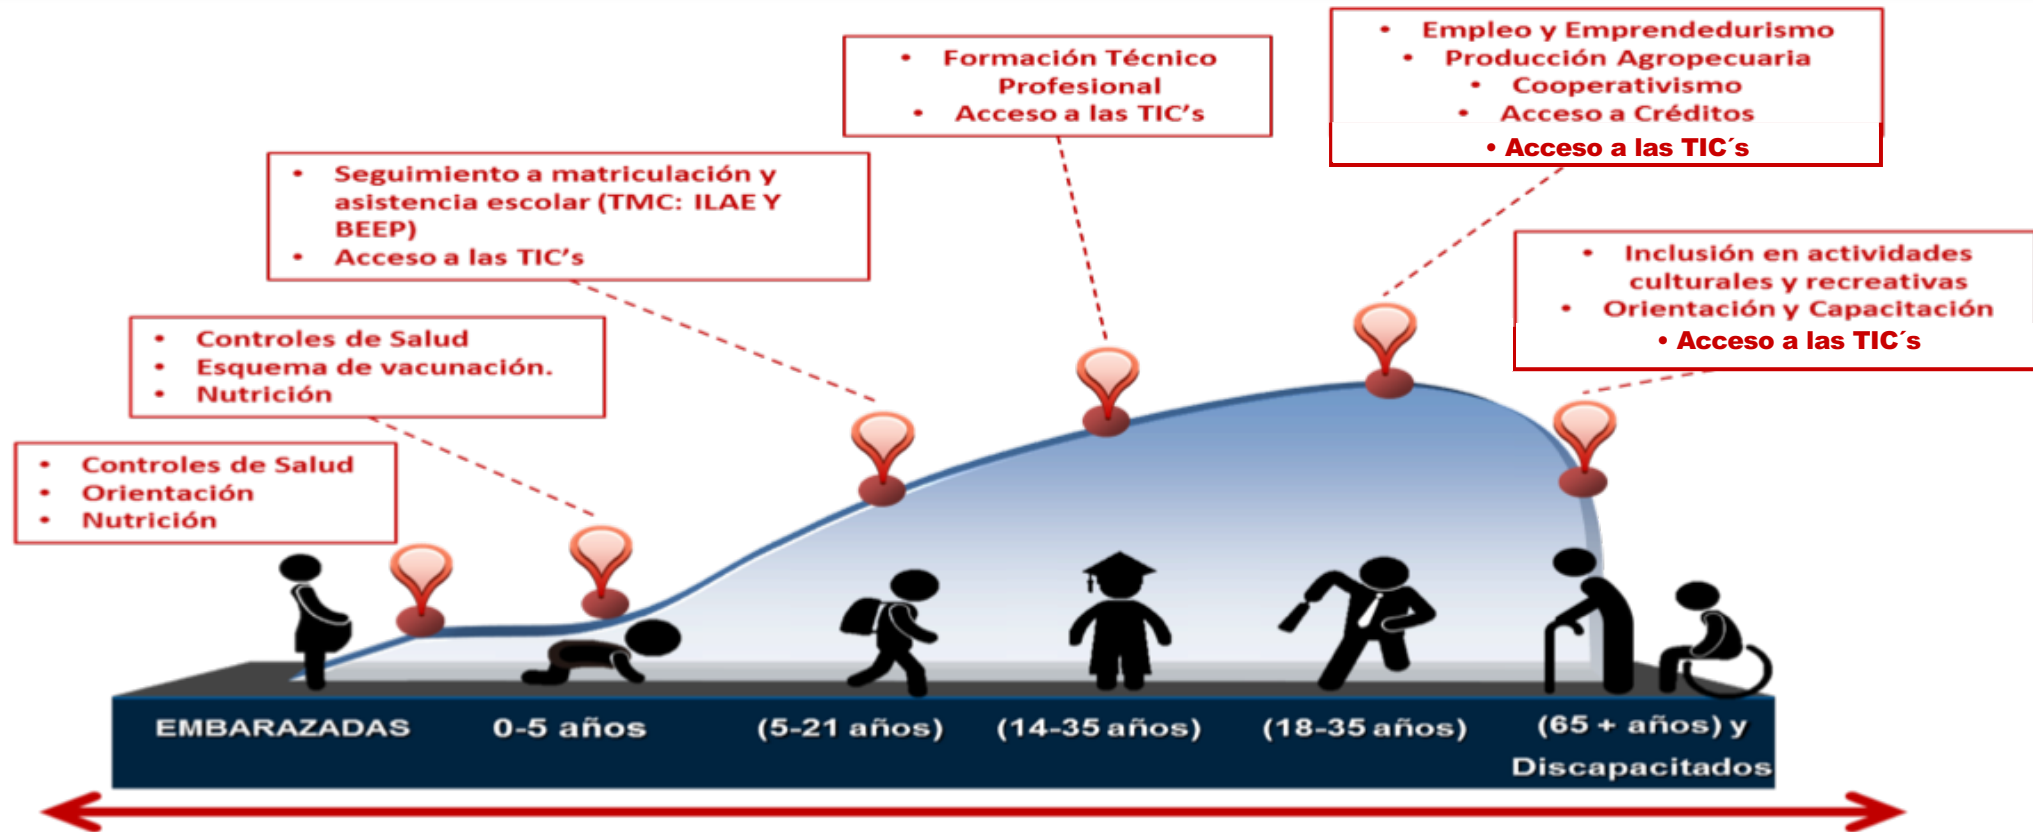 • Empleo y Emprendedurismo
• Producción Agropecuaria
• Cooperativismo
• Acceso a Créditos
• Acceso a las TIC´s
• Formación Técnico
Profesional
• Acceso a las TIC's
• Seguimiento a matriculación y
asistencia escolar (TMC: ILAE Y
BEEP)
• Acceso a las TIC's
• Inclusión en actividades
culturales y recreativas
• Orientación y Capacitación
• Acceso a las TIC´s
• Controles de Salud
• Esquema de vacunación.
• Nutrición
• Controles de Salud
• Orientación
• Nutrición
EMBARAZADAS
0-5 años
(5-21 años)
(14-35 años)
(18-35 años)
(65 + años) y
Discapacitados